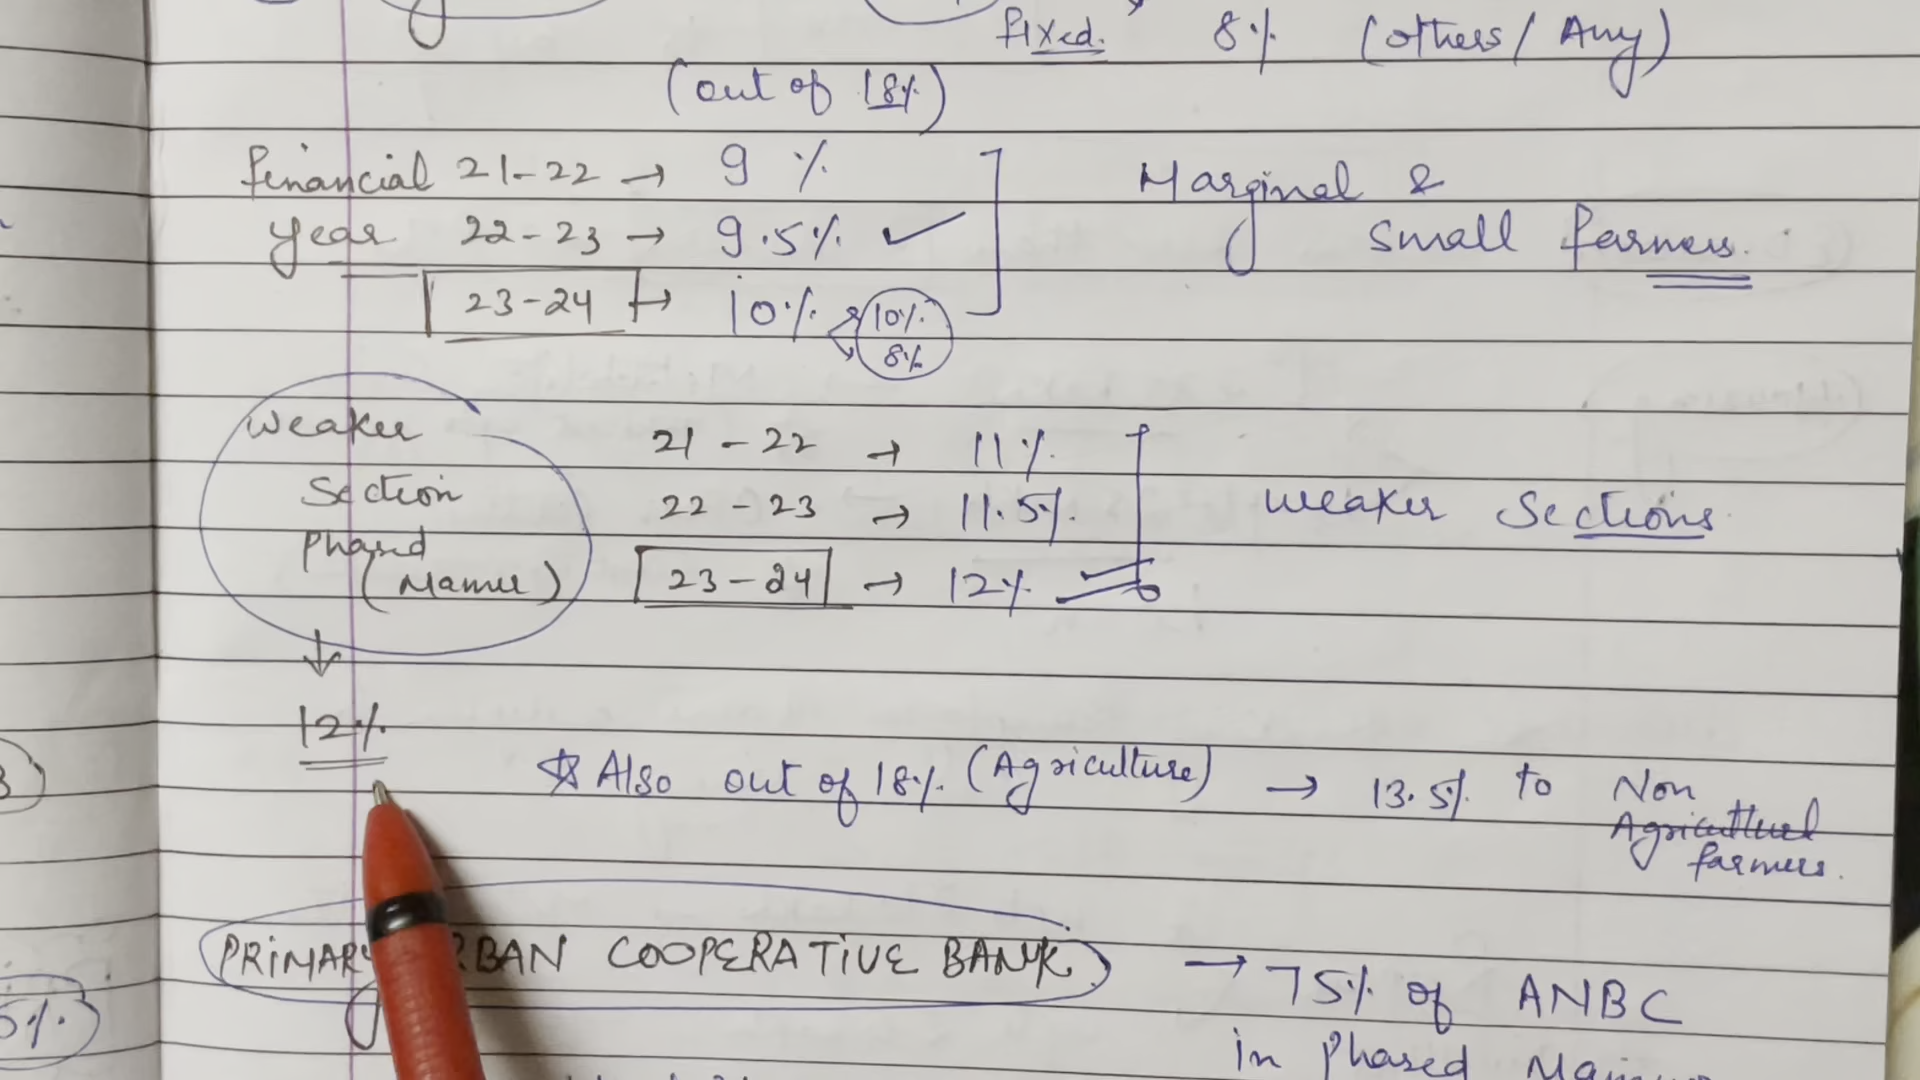 fixed. 8% (others/ Any)
(out of 18%)
financial 21-22 → 9 %
Marginal &
year 22-23 → 9.5% ✓
small farmers.
23-24 → 10% 10%
8%
Weaker
21 - 22 → 11%
Section
22 - 23 → 11.5%
Weaker Sections
Phased
(Manner)
23-24 → 12%
↓
12%
☆ Also out of 18% (Agriculture) → 13.5% to Non
farmers.
PRIMARY COOPERATIVE BANK → 75% of ANBC
in Phased